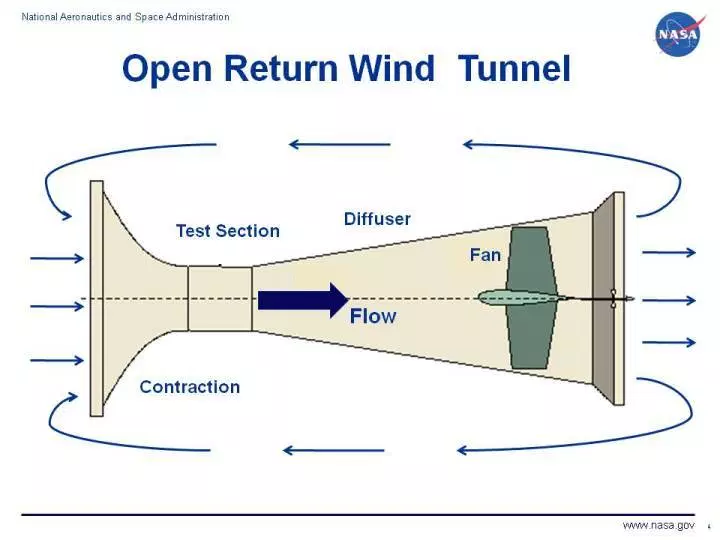 National Aeronautics and Space Administration
NASA
Open Return Wind Tunnel
Diffuser
Test Section
Fan
Flow
Contraction
www.nasa.gov